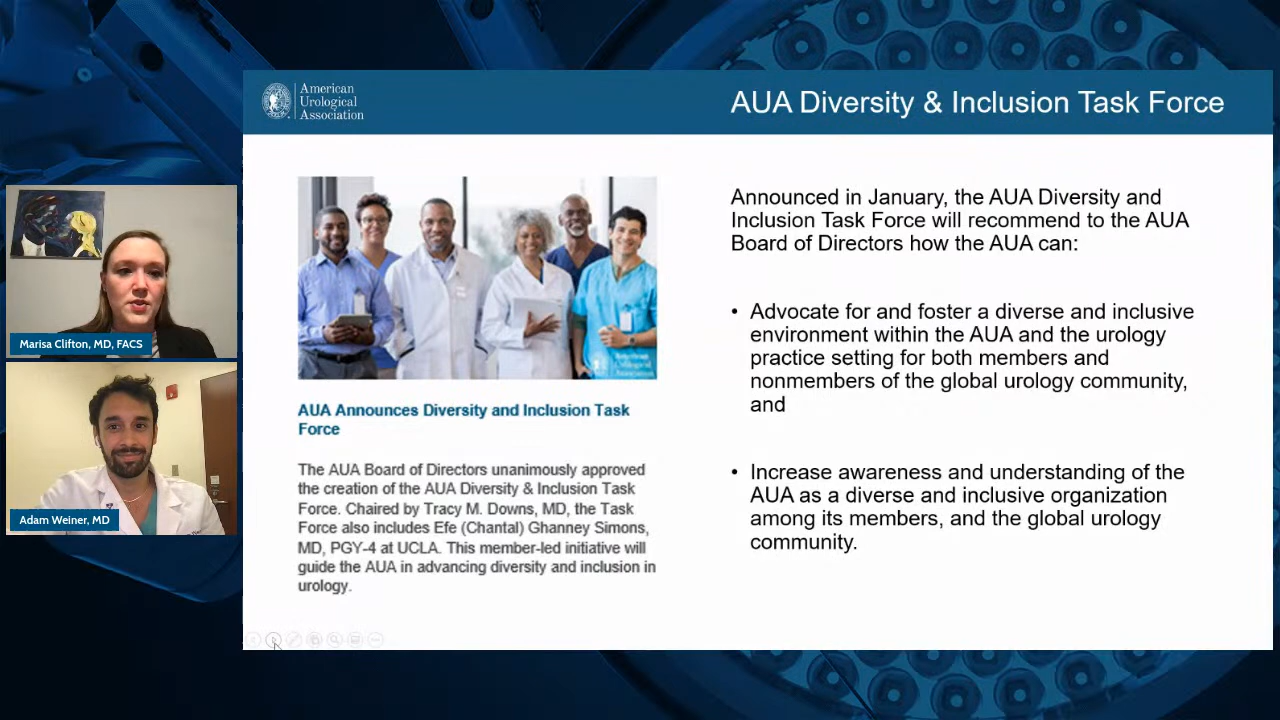 American
Urological
Association
AUA Diversity & Inclusion Task Force
Marisa Clifton, MD, FACS
Adam Weiner, MD
American
Urological
Association
AUA Announces Diversity and Inclusion Task
Force
The AUA Board of Directors unanimously approved
the creation of the AUA Diversity & Inclusion Task
Force. Chaired by Tracy M. Downs, MD, the Task
Force also includes Efe (Chantal) Ghanney Simons,
MD, PGY-4 at UCLA. This member-led initiative will
guide the AUA in advancing diversity and inclusion in
urology.
Announced in January, the AUA Diversity and
Inclusion Task Force will recommend to the AUA
Board of Directors how the AUA can:
• Advocate for and foster a diverse and inclusive
environment within the AUA and the urology
practice setting for both members and
nonmembers of the global urology community,
and
• Increase awareness and understanding of the
AUA as a diverse and inclusive organization
among its members, and the global urology
community.